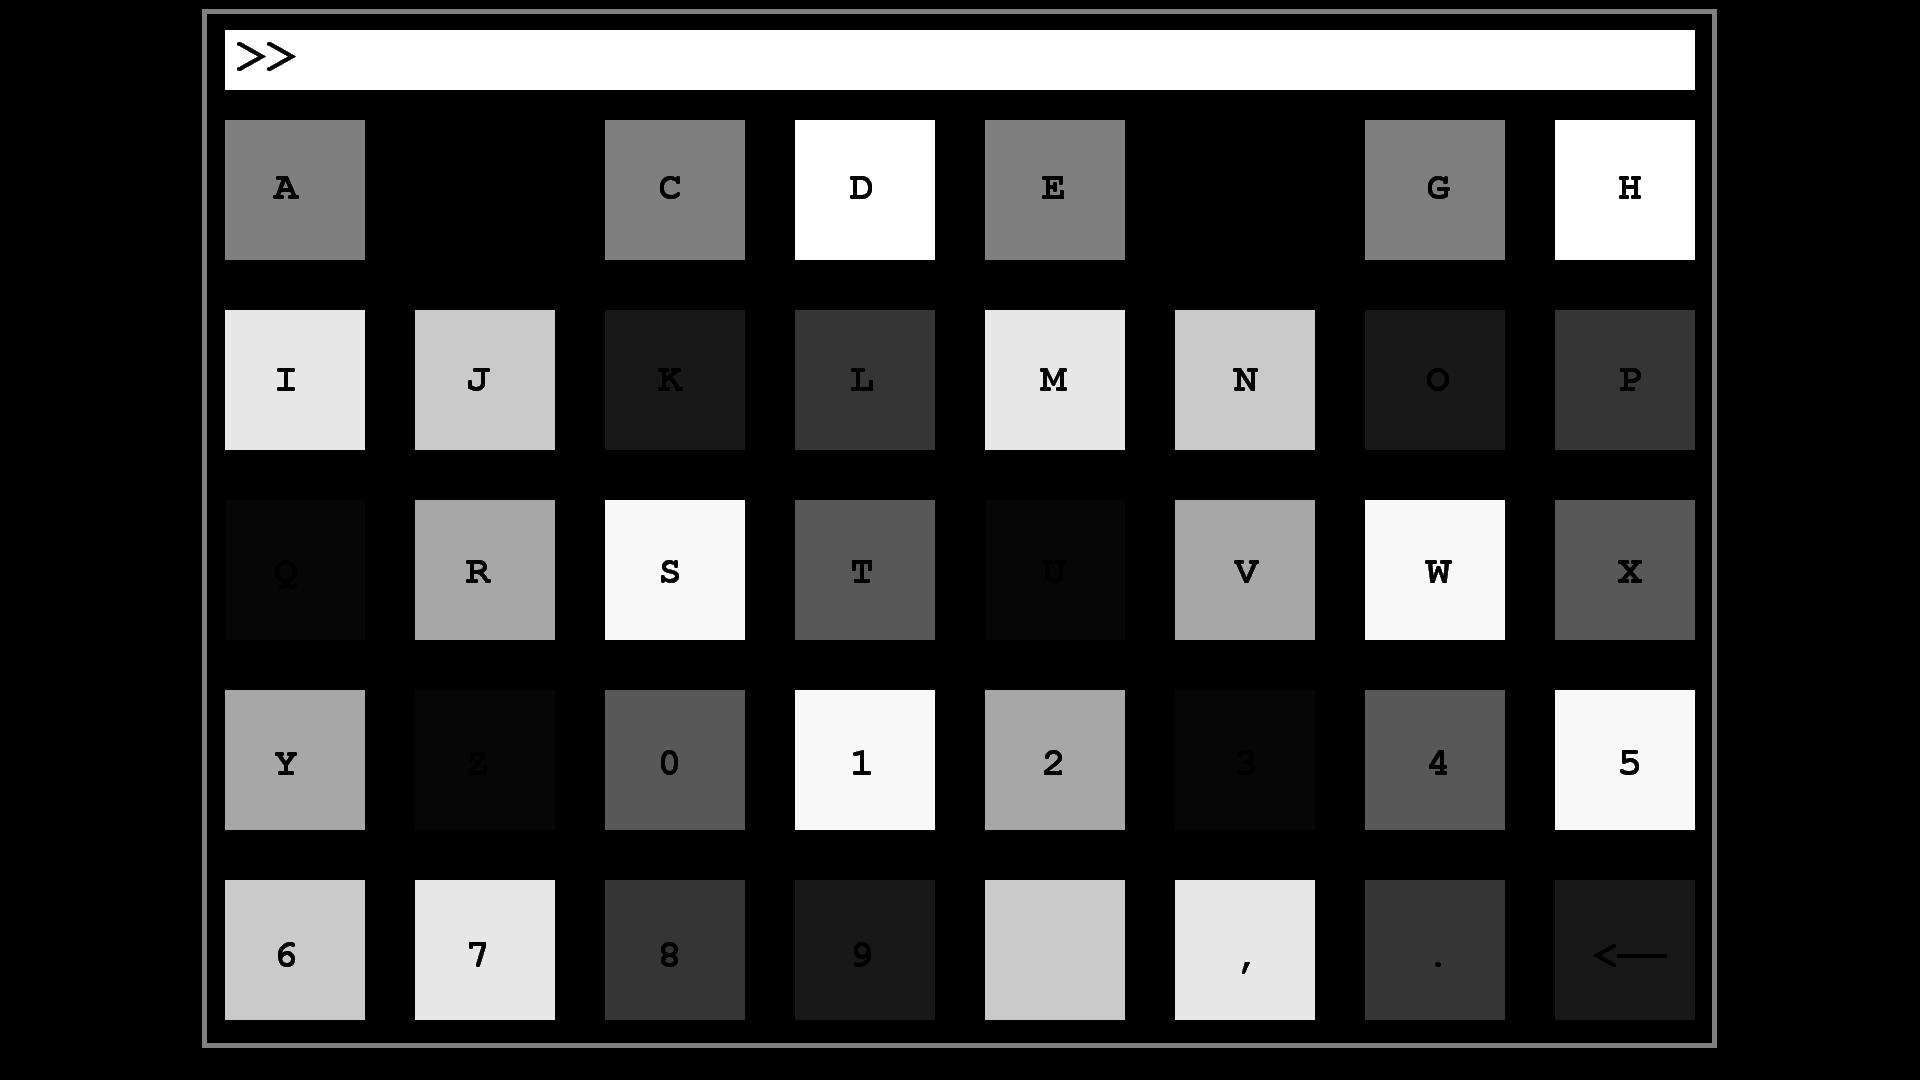 >>
A C D E G H
I J K L M N O P
Q R S T U V W X
Y Z 0 1 2 3 4 5
6 7 8 9 , . <—